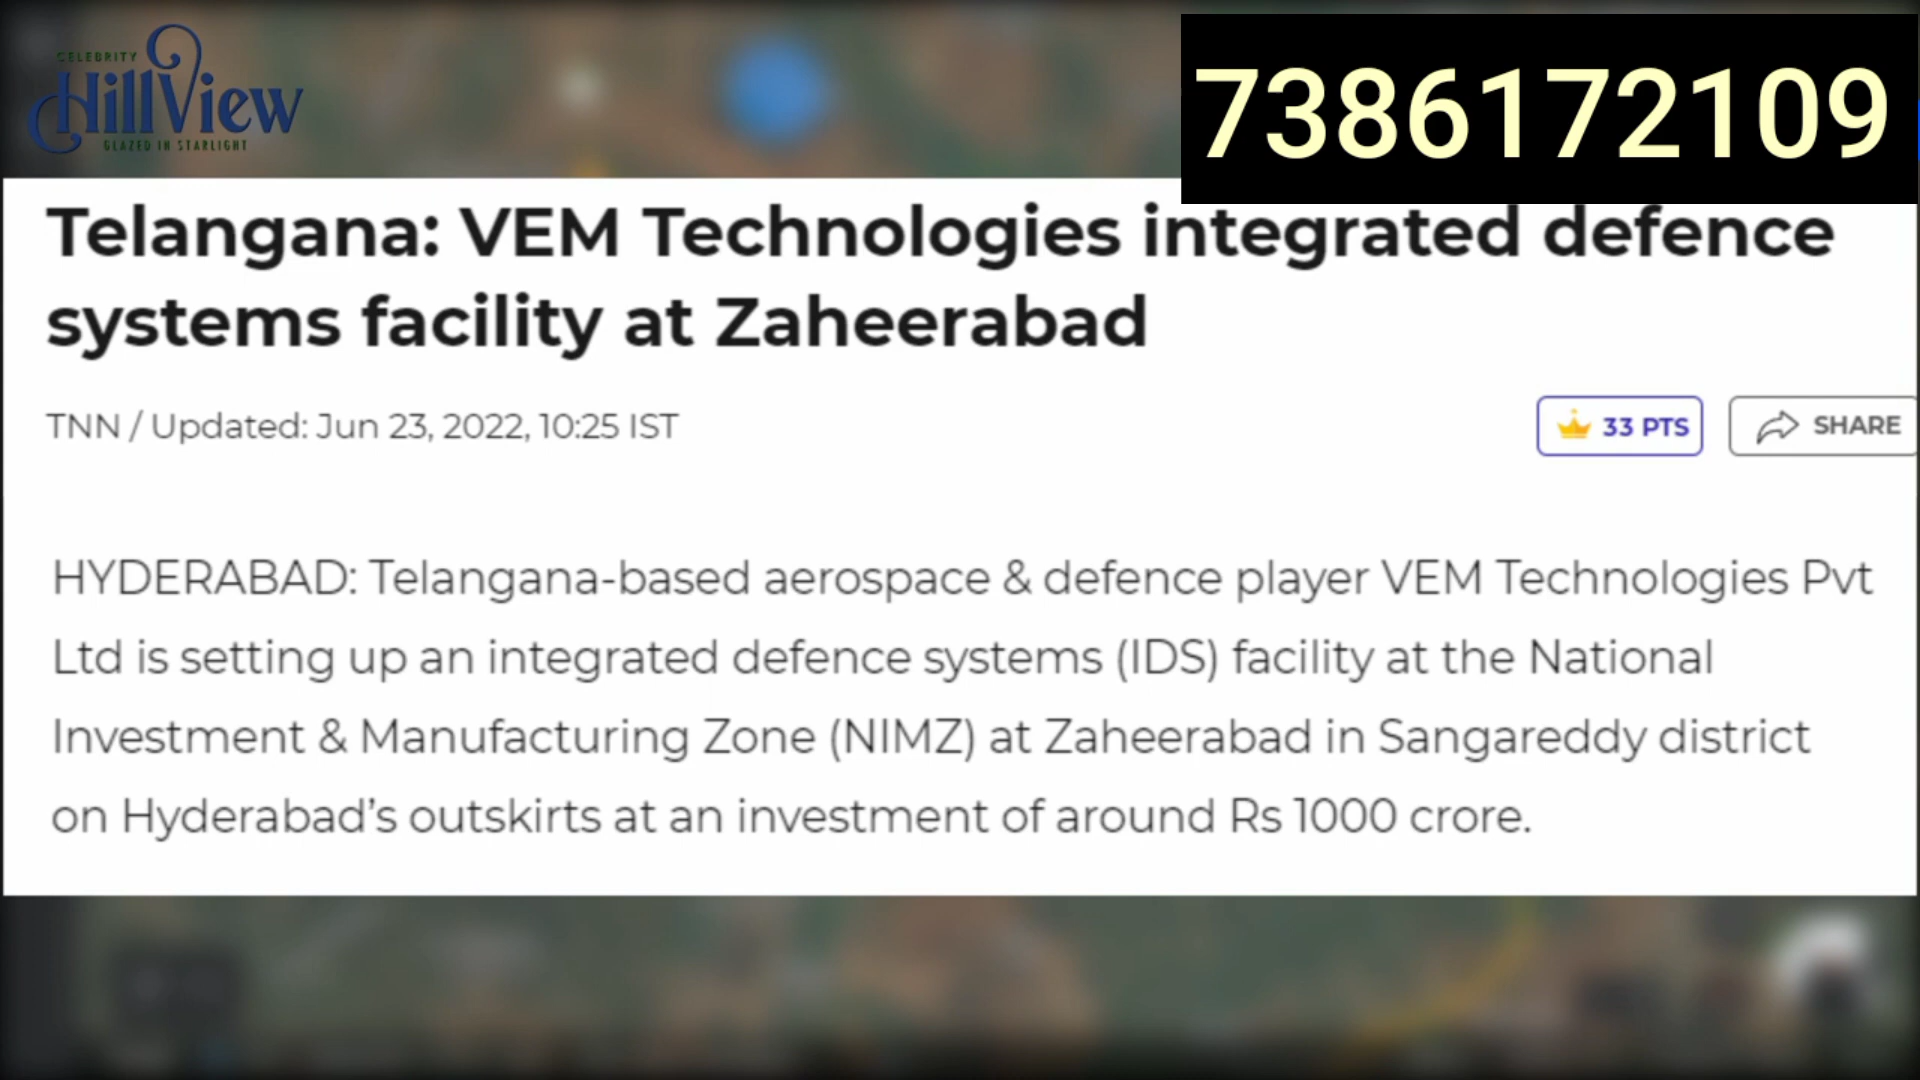 CELEBRITY
HillView
GLAZED IN STARLIGHT
7386172109
Telangana: VEM Technologies integrated defence
systems facility at Zaheerabad
TNN / Updated: Jun 23, 2022, 10:25 IST
33 PTS
SHARE
HYDERABAD: Telangana-based aerospace & defence player VEM Technologies Pvt
Ltd is setting up an integrated defence systems (IDS) facility at the National
Investment & Manufacturing Zone (NIMZ) at Zaheerabad in Sangareddy district
on Hyderabad’s outskirts at an investment of around Rs 1000 crore.